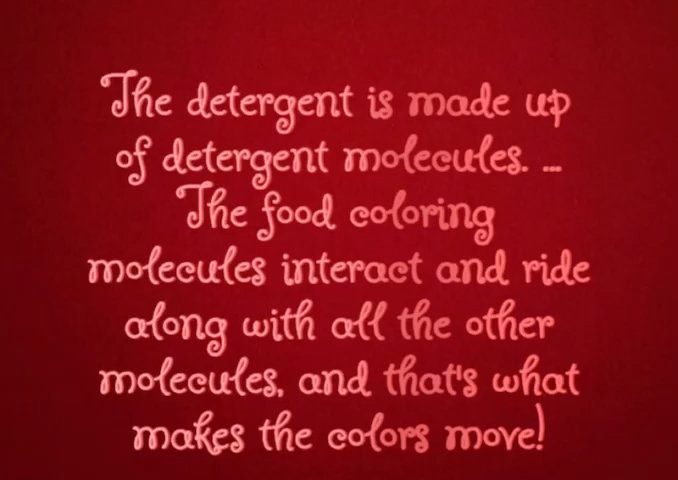 The detergent is made up
of detergent molecules. ...
The food coloring
molecules interact and ride
along with all the other
molecules, and that's what
makes the colors move!